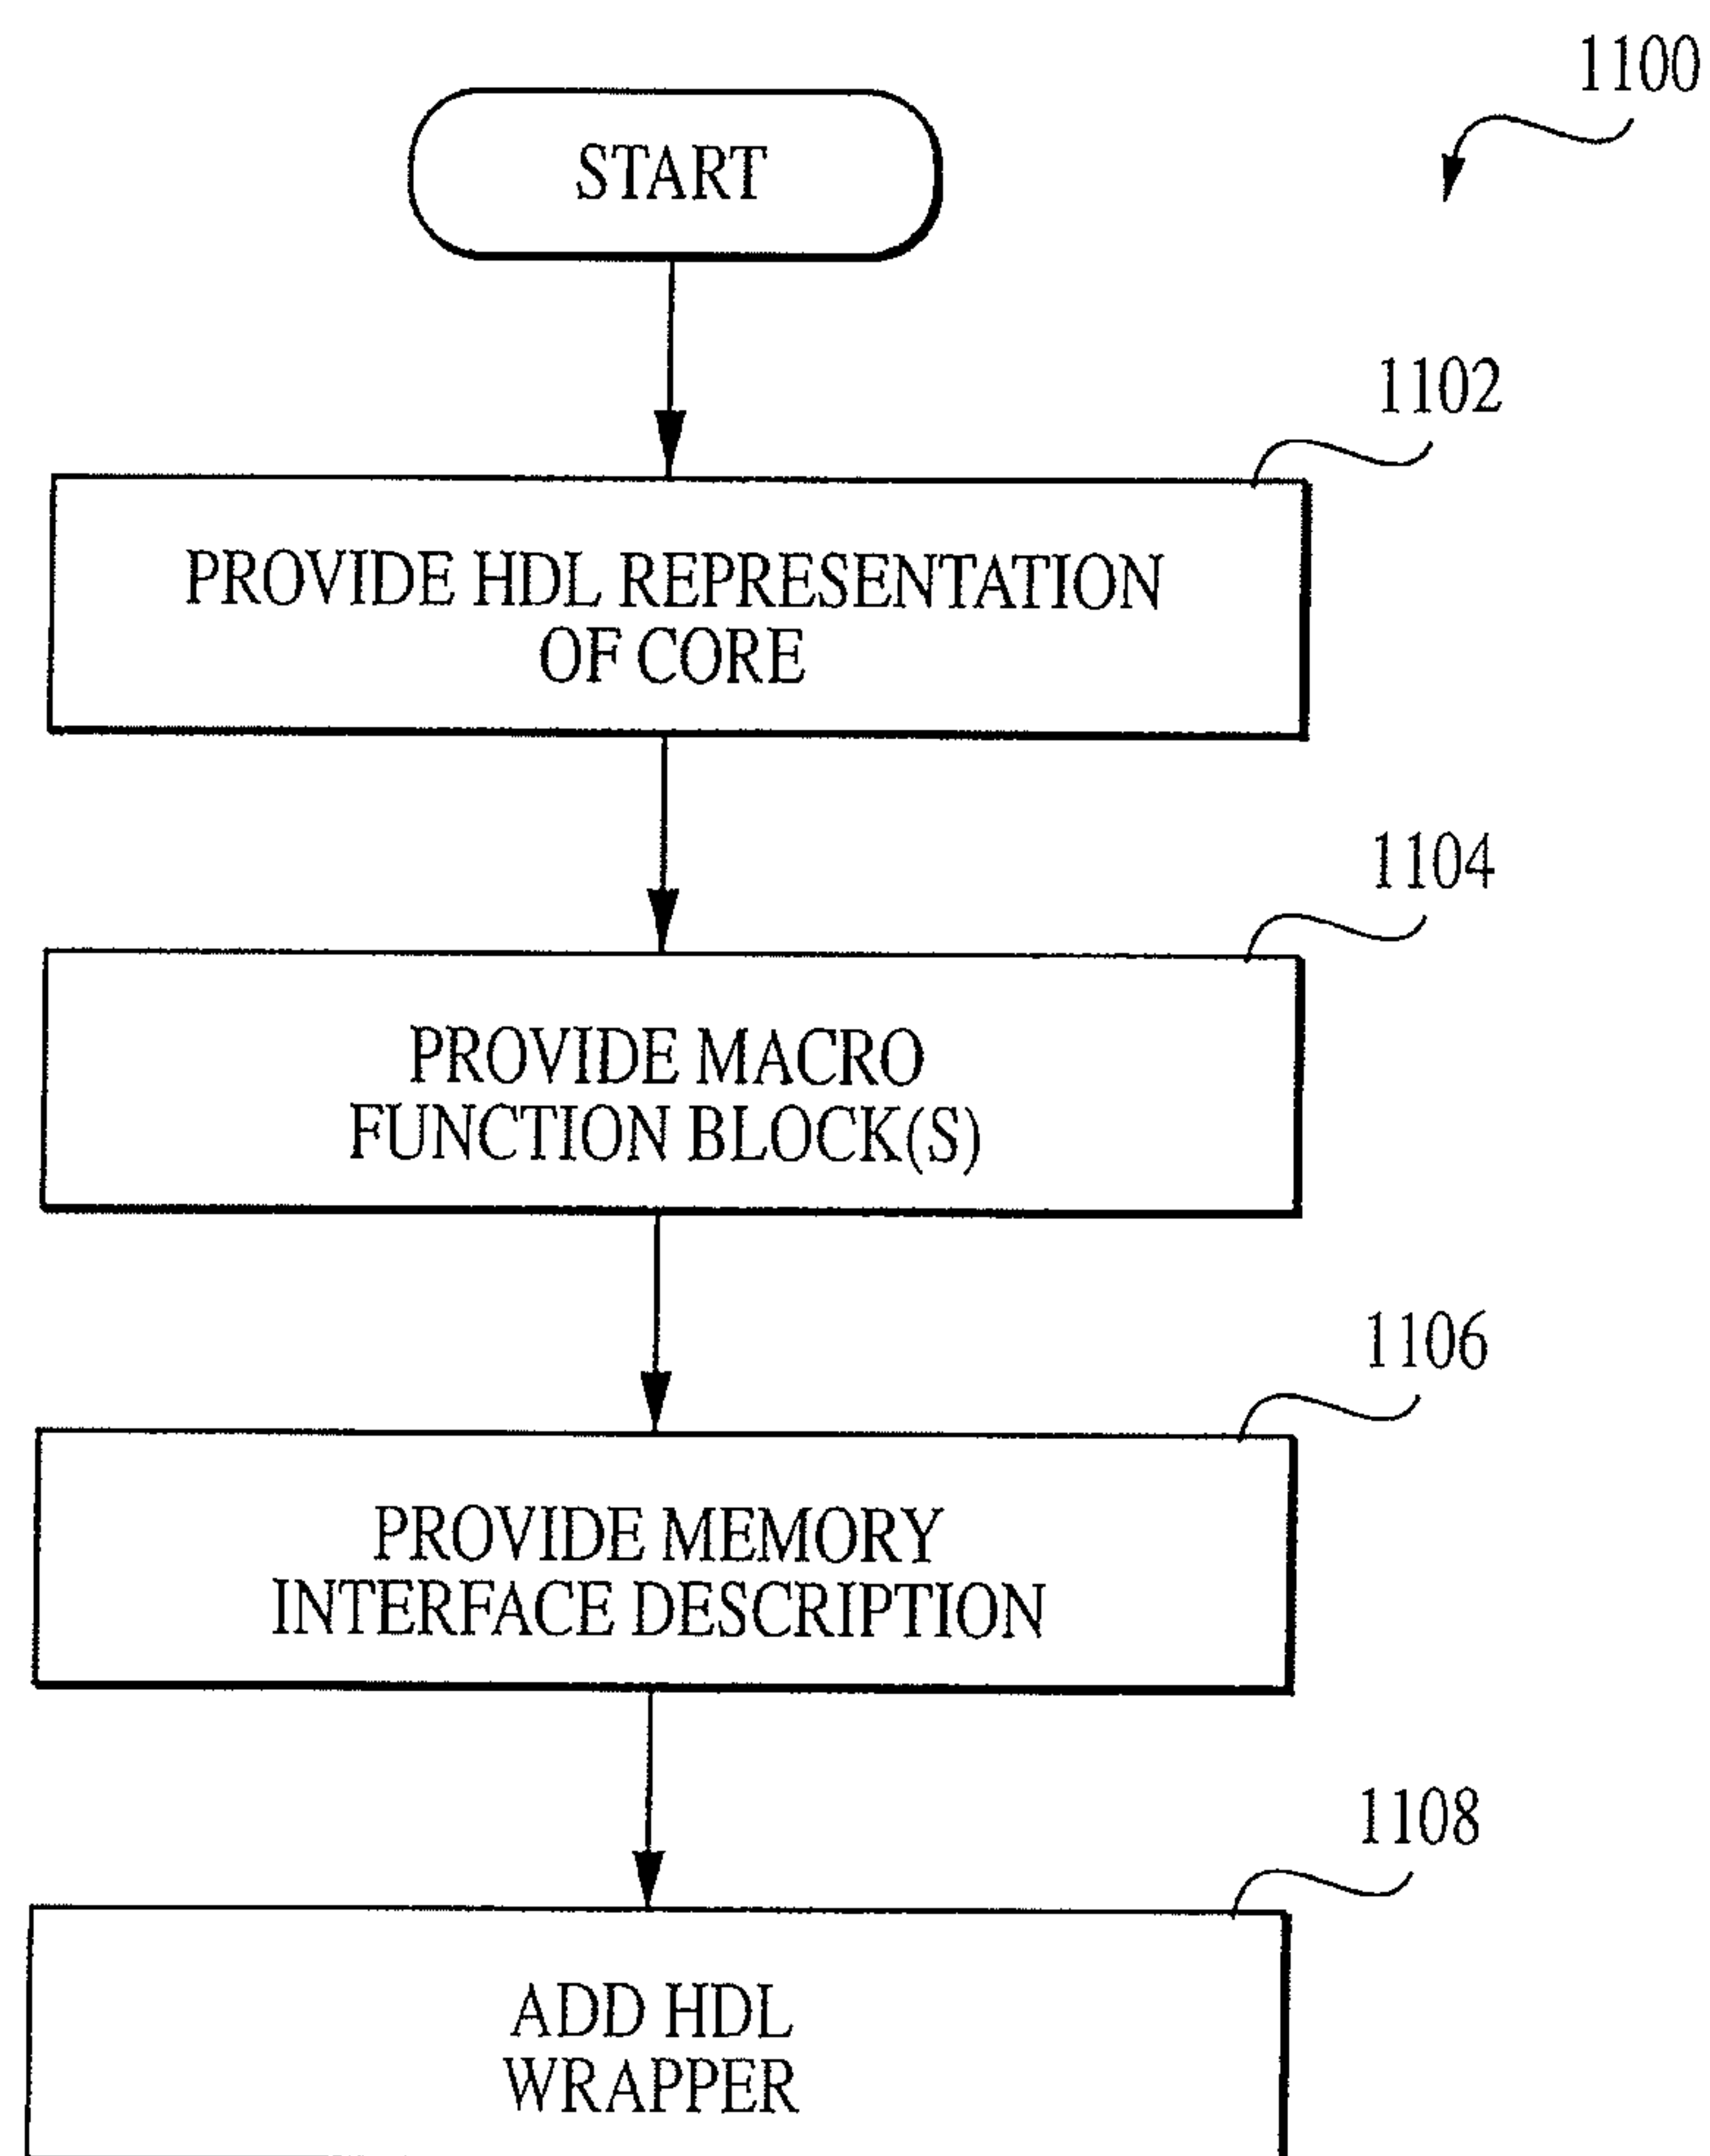 1100
START
1102
PROVIDE HDL REPRESENTATION
OF CORE
1104
PROVIDE MACRO
FUNCTION BLOCK(S)
1106
PROVIDE MEMORY
INTERFACE DESCRIPTION
1108
ADD HDL
WRAPPER